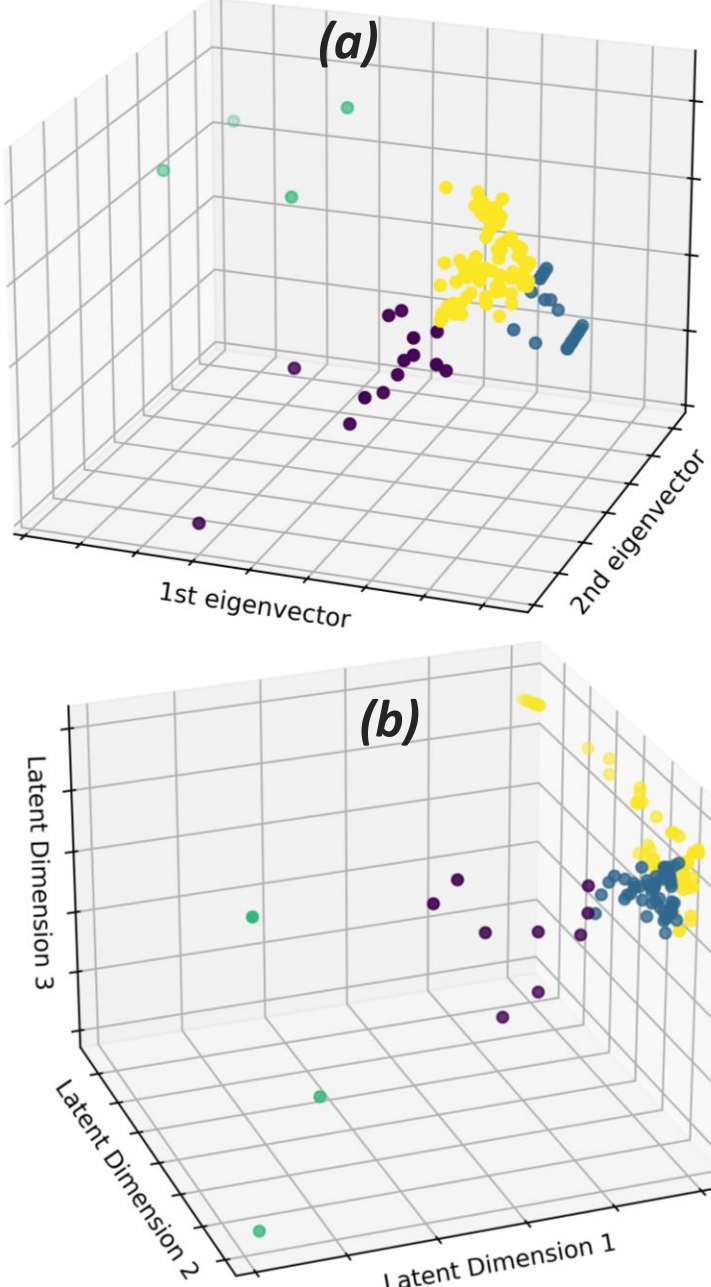 (a)
1st eigenvector
2nd eigenvector
(b)
Latent Dimension 3
Latent Dimension 2
Latent Dimension 1